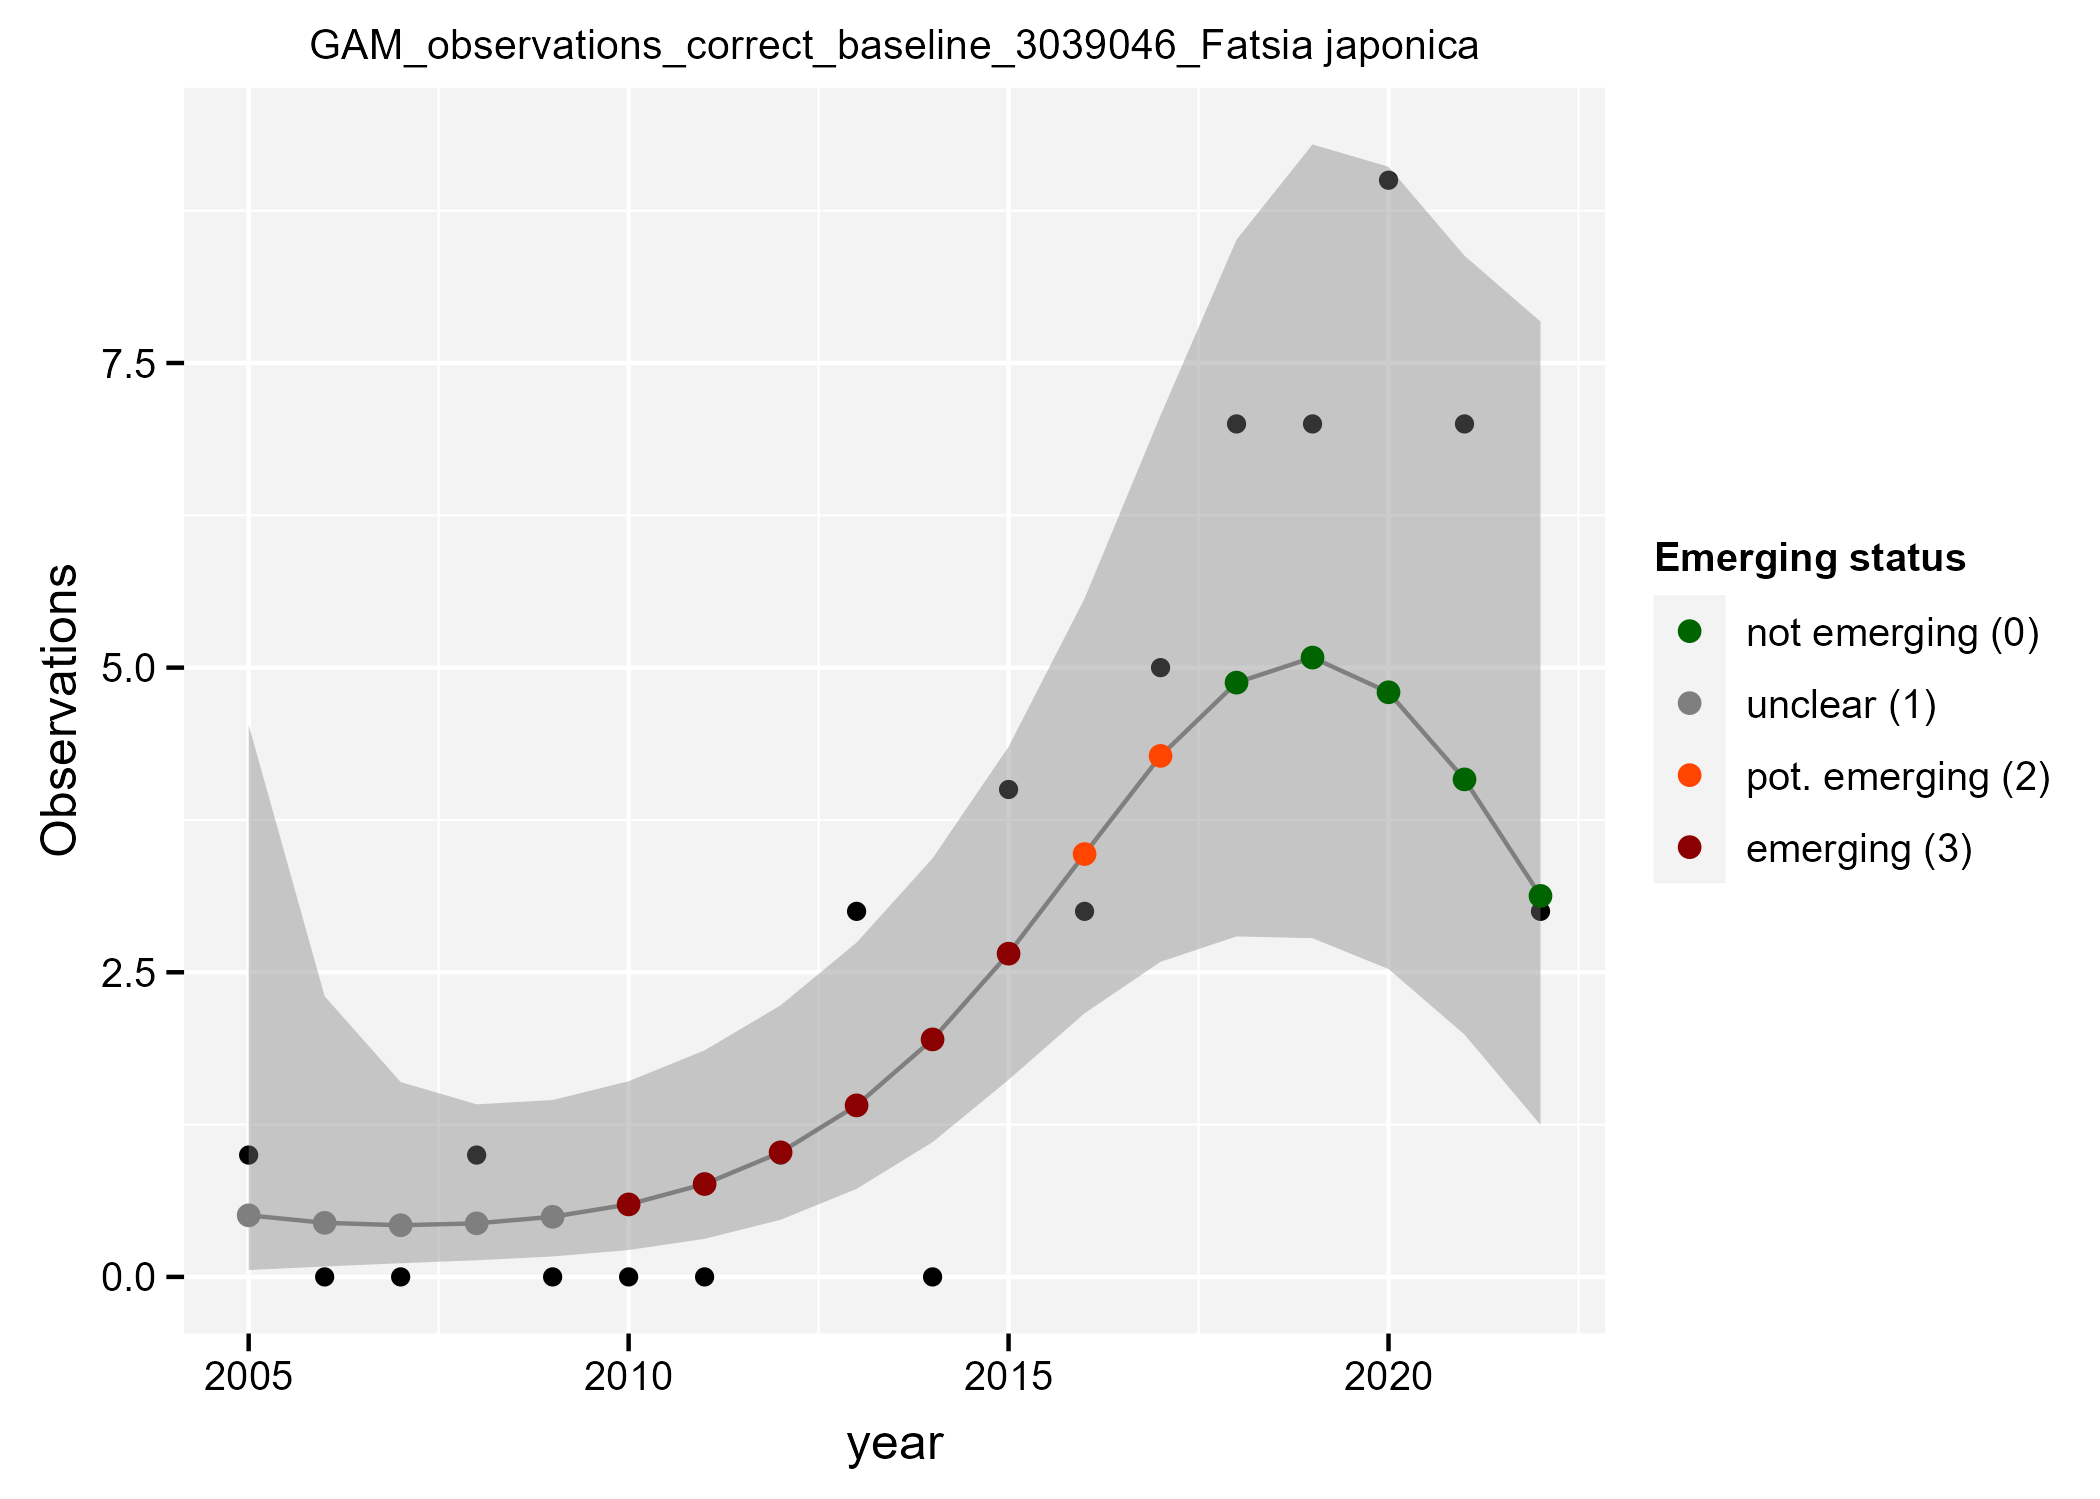 GAM_observations_correct_baseline_3039046_Fatsia japonica
Observations
7.5
5.0
2.5
0.0
2005
2010
2015
2020
year
Emerging status
not emerging (0)
unclear (1)
pot. emerging (2)
emerging (3)